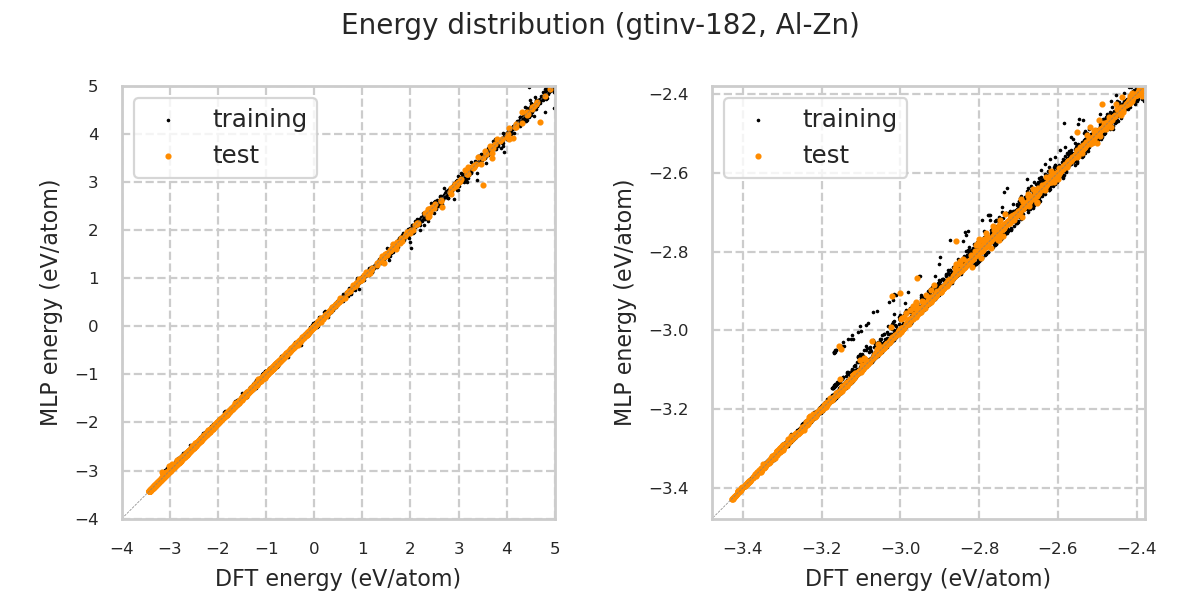 Energy distribution (gtinv-182, Al-Zn)
training
test
5
4
3
2
1
0
−1
−2
−3
−4
MLP energy (eV/atom)
−4 −3 −2 −1 0 1 2 3 4 5
DFT energy (eV/atom)
training
test
−2.4
−2.6
−2.8
−3.0
−3.2
−3.4
MLP energy (eV/atom)
−3.4 −3.2 −3.0 −2.8 −2.6 −2.4
DFT energy (eV/atom)